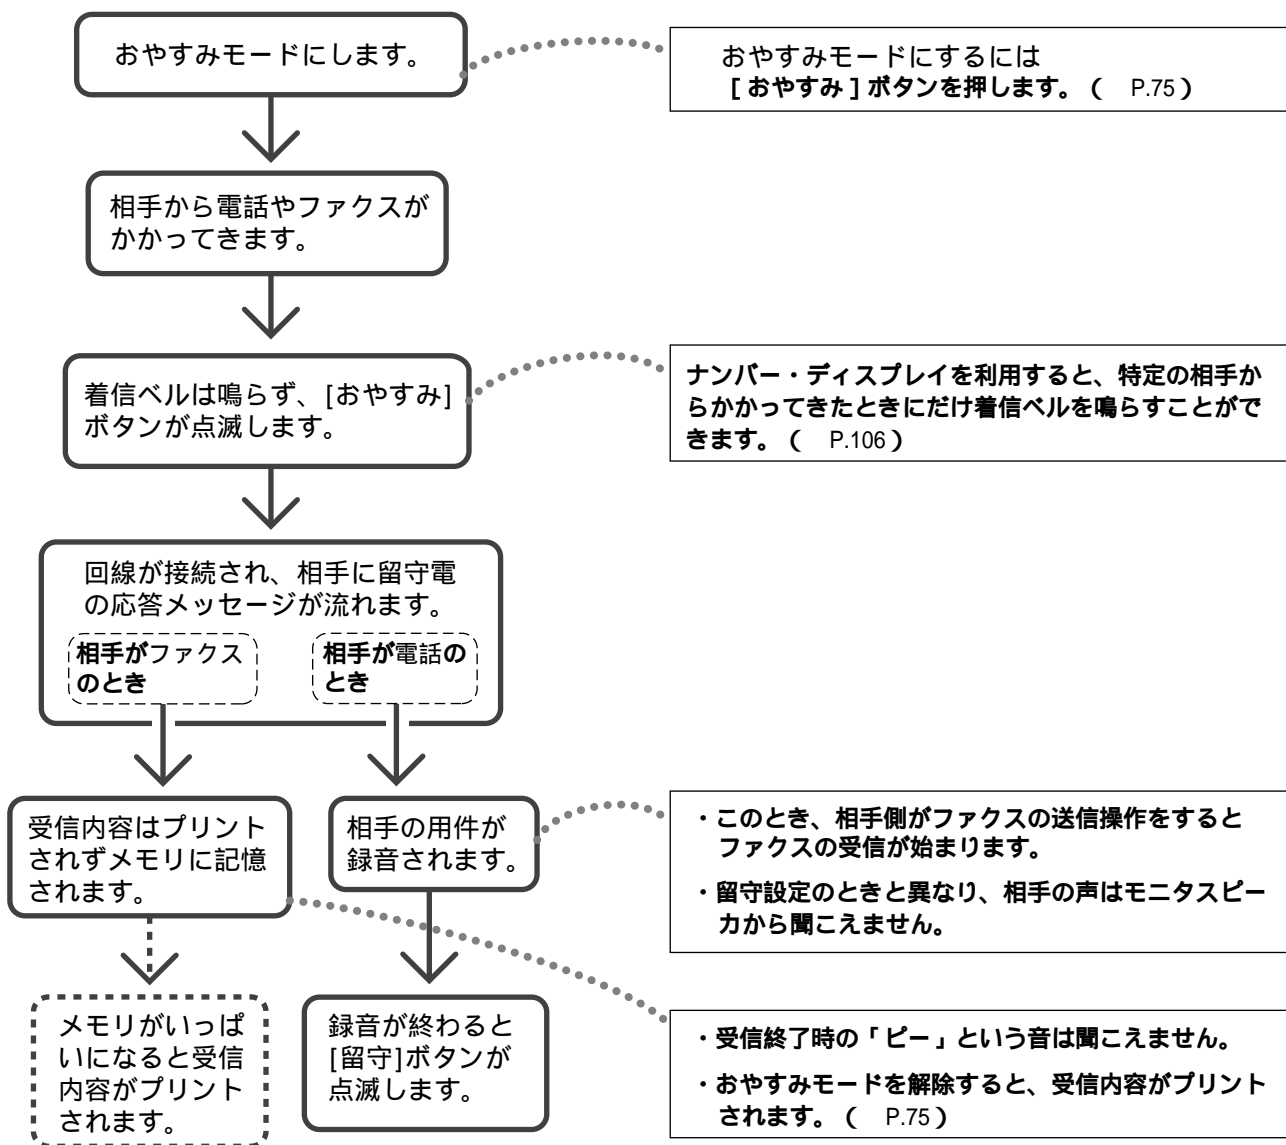 おやすみモードにします。
おやすみモードにするには
[おやすみ]ボタンを押します。( P.75)
相手から電話やファクスが
かかってきます。
着信ベルは鳴らず、[おやすみ]
ボタンが点滅します。
ナンバー・ディスプレイを利用すると、特定の相手か
らかかってきたときにだけ着信ベルを鳴らすことがで
きます。( P.106)
回線が接続され、相手に留守電
の応答メッセージが流れます。
相手がファクス
のとき
相手が電話の
とき
受信内容はプリント
されずメモリに記憶
されます。
相手の用件が
録音されます。
・このとき、相手側がファクスの送信操作をすると
ファクスの受信が始まります。
・留守設定のときと異なり、相手の声はモニタスピー
カから聞こえません。
メモリがいっぱ
いになると受信
内容がプリント
されます。
録音が終わると
[留守]ボタンが
点滅します。
・受信終了時の「ピー」という音は聞こえません。
・おやすみモードを解除すると、受信内容がプリント
されます。( P.75)